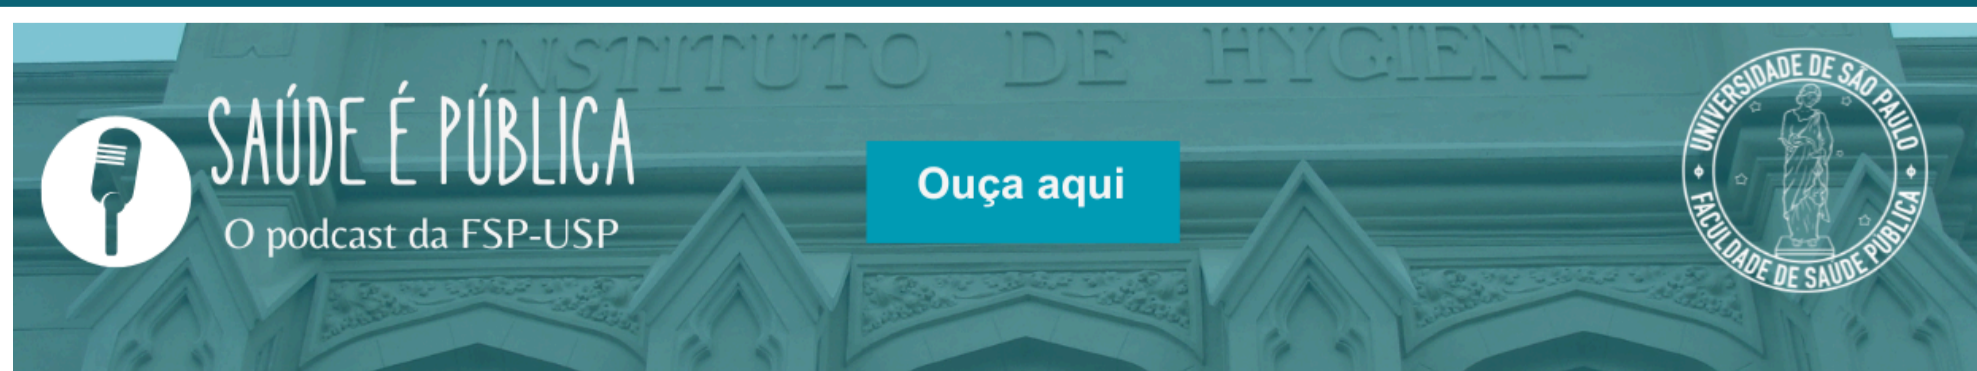 INSTITUTO DE HYGIENE
SAÚDE É PÚBLICA
O podcast da FSP-USP
Ouça aqui
UNIVERSIDADE DE SÃO PAULO
FACULDADE DE SAÚDE PÚBLICA